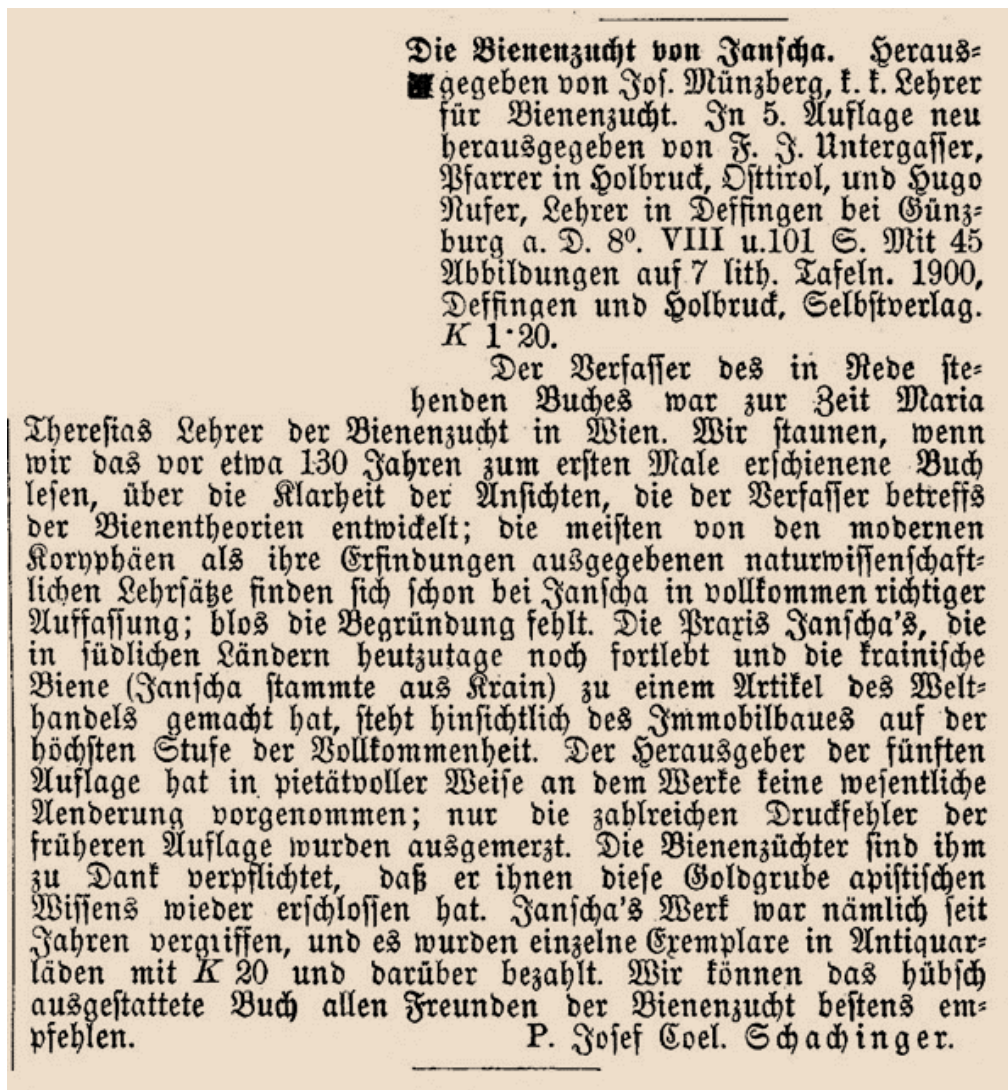 Die Bienenzucht von Janscha. Heraus-
gegeben von Jos. Münzberg, k. k. Lehrer
für Bienenzucht. In 5. Auflage neu
herausgegeben von F. J. Untergasser,
Pfarrer in Holbruck, Osttirol, und Hugo
Nufer, Lehrer in Deffingen bei Günz-
burg a. D. 8⁰. VIII u.101 S. Mit 45
Abbildungen auf 7 lith. Tafeln. 1900,
Deffingen und Holbruck, Selbstverlag.
K 1·20.
Der Verfasser des in Rede ste-
henden Buches war zur Zeit Maria
Theresias Lehrer der Bienenzucht in Wien. Wir staunen, wenn
wir das vor etwa 130 Jahren zum ersten Male erschienene Buch
lesen, über die Klarheit der Ansichten, die der Verfasser betreffs
der Bienentheorien entwickelt; die meisten von den modernen
Koryphäen als ihre Erfindungen ausgegebenen naturwissenschaft-
lichen Lehrsätze finden sich schon bei Janscha in vollkommen richtiger
Auffassung; blos die Begründung fehlt. Die Praxis Janscha's, die
in südlichen Ländern heutzutage noch fortlebt und die krainische
Biene (Janscha stammte aus Krain) zu einem Artikel des Welt-
handels gemacht hat, steht hinsichtlich des Immobilbaues auf der
höchsten Stufe der Vollkommenheit. Der Herausgeber der fünften
Auflage hat in pietätvoller Weise an dem Werke keine wesentliche
Aenderung vorgenommen; nur die zahlreichen Druckfehler der
früheren Auflage wurden ausgemerzt. Die Bienenzüchter sind ihm
zu Dank verpflichtet, daß er ihnen diese Goldgrube apistischen
Wissens wieder erschlossen hat. Janscha's Werk war nämlich seit
Jahren vergriffen, und es wurden einzelne Exemplare in Antiquar-
läden mit K 20 und darüber bezahlt. Wir können das hübsch
ausgestattete Buch allen Freunden der Bienenzucht bestens em-
pfehlen. P. Josef Coel. Schachinger.